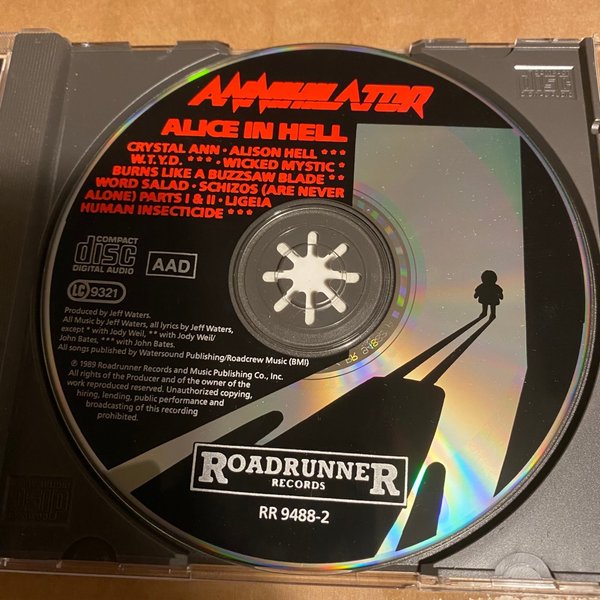 ANNIHILATOR
ALICE IN HELL
CRYSTAL ANN • ALISON HELL ***
W.T.Y.D. *** • WICKED MYSTIC *
BURNS LIKE A BUZZSAW BLADE **
WORD SALAD • SCHIZOS (ARE NEVER
ALONE) PARTS I & II • LIGEIA
HUMAN INSECTICIDE ***
COMPACT
disc
DIGITAL AUDIO
AAD
LC 9321
Produced by Jeff Waters.
All Music by Jeff Waters, all lyrics by Jeff Waters,
except * with Jody Weil, ** with Jody Weil/
John Bates, *** with John Bates.
All songs published by Watersound Publishing/Roadcrew Music (BMI)
℗ 1989 Roadrunner Records and Music Publishing Co., Inc.
All rights of the Producer and of the owner of the
work reproduced reserved. Unauthorized copying,
hiring, lending, public performance and
broadcasting of this recording
prohibited.
ROADRUNNER
RECORDS
RR 9488-2